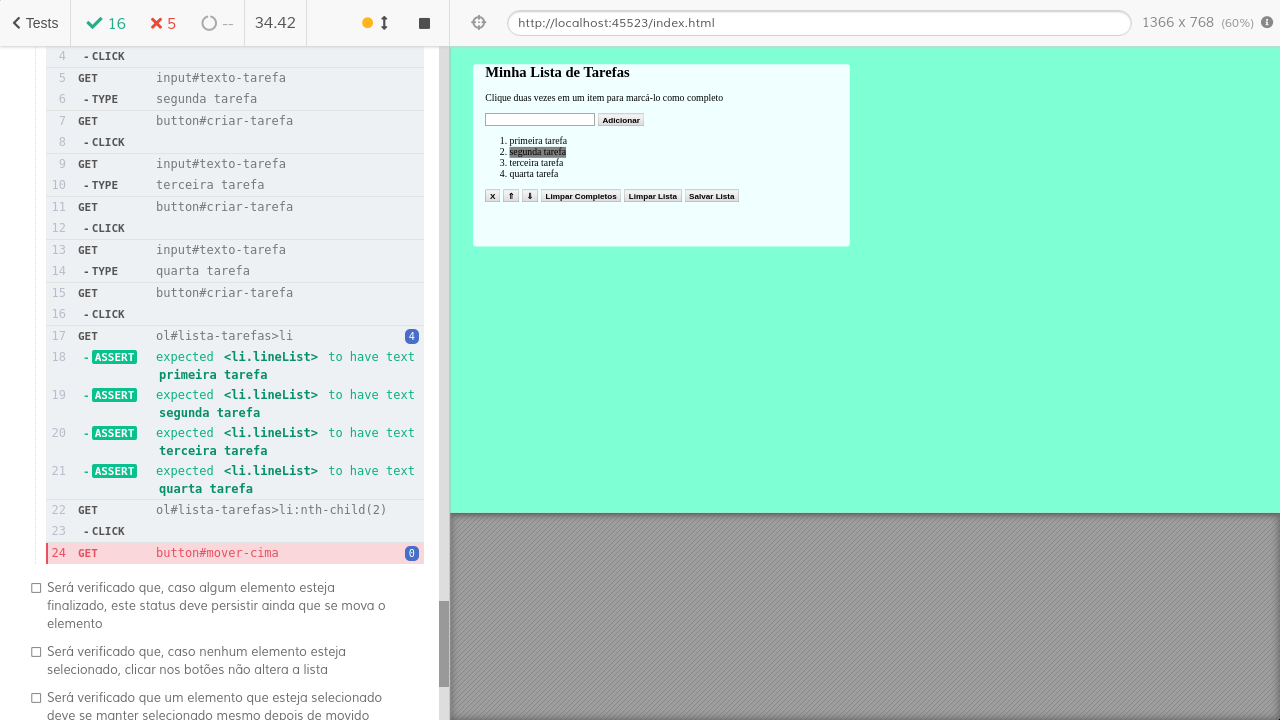 Tests 16 5 -- 34.42
http://localhost:45523/index.html 1366 x 768 (60%)
4 -CLICK
5 GET input#texto-tarefa
6 -TYPE segunda tarefa
7 GET button#criar-tarefa
8 -CLICK
9 GET input#texto-tarefa
10 -TYPE terceira tarefa
11 GET button#criar-tarefa
12 -CLICK
13 GET input#texto-tarefa
14 -TYPE quarta tarefa
15 GET button#criar-tarefa
16 -CLICK
17 GET ol#lista-tarefas>li 4
18 -ASSERT expected <li.lineList> to have text
primeira tarefa
19 -ASSERT expected <li.lineList> to have text
segunda tarefa
20 -ASSERT expected <li.lineList> to have text
terceira tarefa
21 -ASSERT expected <li.lineList> to have text
quarta tarefa
22 GET ol#lista-tarefas>li:nth-child(2)
23 -CLICK
24 GET button#mover-cima 0
Será verificado que, caso algum elemento esteja
finalizado, este status deve persistir ainda que se mova o
elemento
Será verificado que, caso nenhum elemento esteja
selecionado, clicar nos botões não altera a lista
Será verificado que um elemento que esteja selecionado
deve se manter selecionado mesmo depois de movido
Minha Lista de Tarefas
Clique duas vezes em um item para marcá-lo como completo
Adicionar
1. primeira tarefa
2. segunda tarefa
3. terceira tarefa
4. quarta tarefa
X ⇑ ⇓ Limpar Completos Limpar Lista Salvar Lista